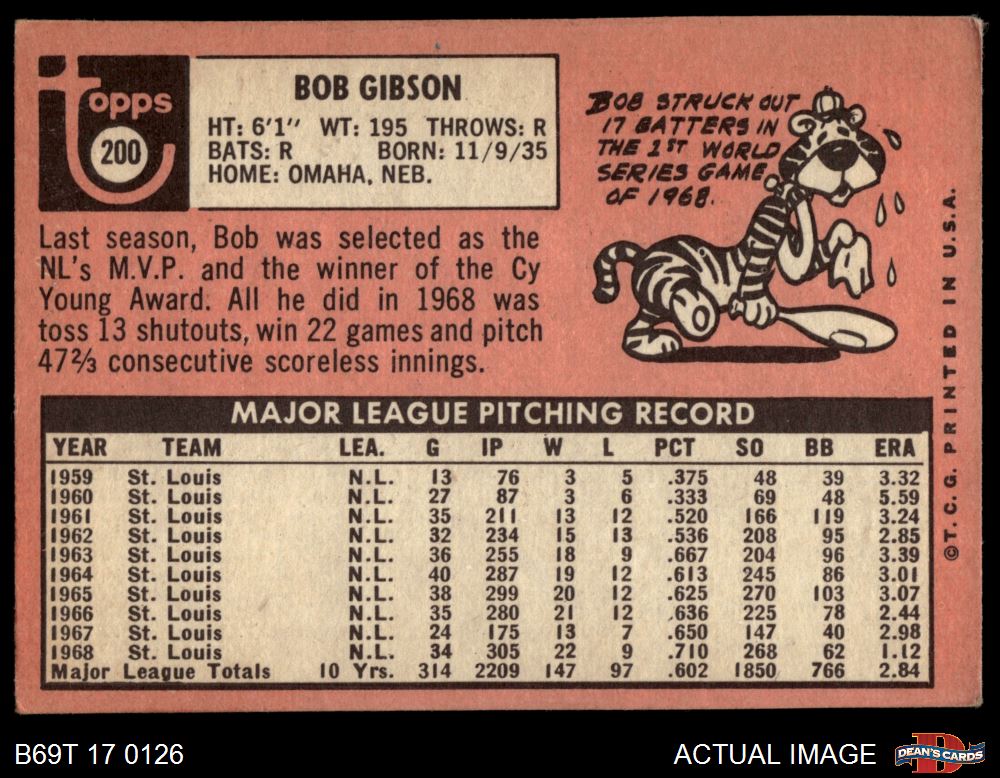 Topps
200
BOB GIBSON
HT: 6'1" WT: 195 THROWS: R
BATS: R BORN: 11/9/35
HOME: OMAHA, NEB.
BOB STRUCK OUT
17 BATTERS IN
THE 1ST WORLD
SERIES GAME
OF 1968.
Last season, Bob was selected as the
NL's M.V.P. and the winner of the Cy
Young Award. All he did in 1968 was
toss 13 shutouts, win 22 games and pitch
47⅔ consecutive scoreless innings.
MAJOR LEAGUE PITCHING RECORD
YEAR TEAM LEA. G IP W L PCT SO BB ERA
1959 St. Louis N.L. 13 76 3 5 .375 48 39 3.32
1960 St. Louis N.L. 27 87 3 6 .333 69 48 5.59
1961 St. Louis N.L. 35 211 13 12 .520 166 119 3.24
1962 St. Louis N.L. 32 234 15 13 .536 208 95 2.85
1963 St. Louis N.L. 36 255 18 9 .667 204 96 3.39
1964 St. Louis N.L. 40 287 19 12 .613 245 86 3.01
1965 St. Louis N.L. 38 299 20 12 .625 270 103 3.07
1966 St. Louis N.L. 35 280 21 12 .636 225 78 2.44
1967 St. Louis N.L. 24 175 13 7 .650 147 40 2.98
1968 St. Louis N.L. 34 305 22 9 .710 268 62 1.12
Major League Totals 10 Yrs. 314 2209 147 97 .602 1850 766 2.84
©T. C. G. PRINTED IN U.S.A.
B69T 17 0126
ACTUAL IMAGE
D
DEAN'S CARDS